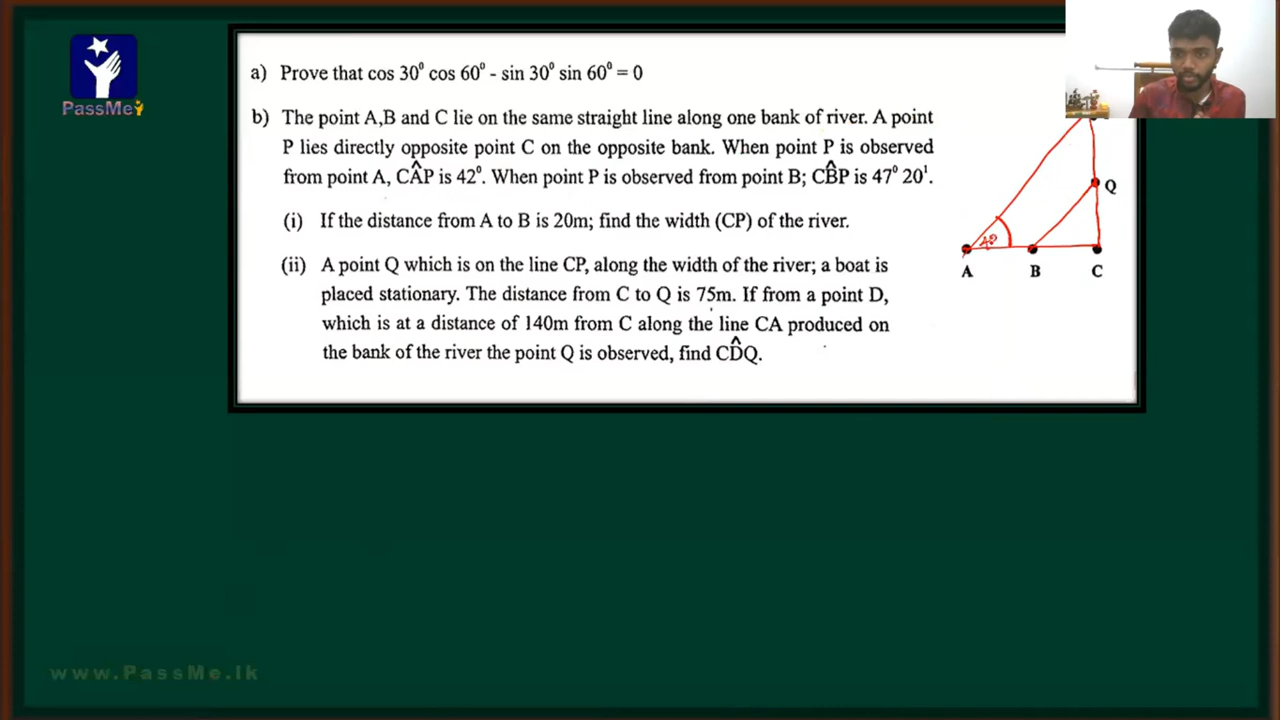 PassMe
a) Prove that cos 30⁰ cos 60⁰ - sin 30⁰ sin 60⁰ = 0
b) The point A,B and C lie on the same straight line along one bank of river. A point
P lies directly opposite point C on the opposite bank. When point P is observed
from point A, CÂP is 42⁰. When point P is observed from point B; CB̂P is 47⁰ 20¹.
(i) If the distance from A to B is 20m; find the width (CP) of the river.
(ii) A point Q which is on the line CP, along the width of the river; a boat is
placed stationary. The distance from C to Q is 75m. If from a point D,
which is at a distance of 140m from C along the line CA produced on
the bank of the river the point Q is observed, find CD̂Q.
Q
A B C
www.PassMe.lk